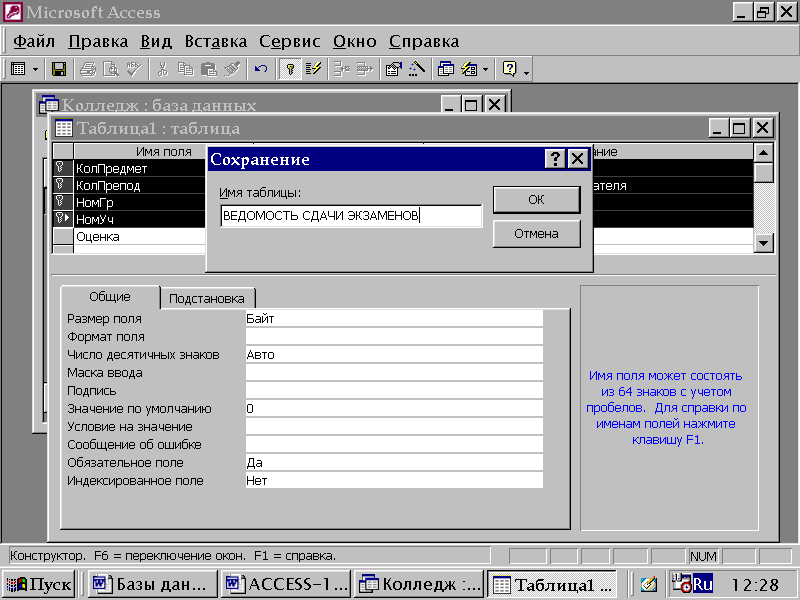 Microsoft Access
Файл Правка Вид Вставка Сервис Окно Справка
Колледж : база данных
Таблица1 : таблица
Имя поля
ание
КолПредмет
КолПрепод
ателя
НомГр
НомУч
Оценка
Сохранение
Имя таблицы:
ВЕДОМОСТЬ СДАЧИ ЭКЗАМЕНОВ
ОК
Отмена
Общие Подстановка
Размер поля Байт
Формат поля
Число десятичных знаков Авто
Маска ввода
Подпись
Значение по умолчанию 0
Условие на значение
Сообщение об ошибке
Обязательное поле Да
Индексированное поле Нет
Имя поля может состоять
из 64 знаков с учетом
пробелов. Для справки по
именам полей нажмите
клавишу F1.
Конструктор. F6 = переключение окон. F1 = справка. NUM
Пуск Базы дан... ACCESS-1... Колледж :... Таблица1 ... Ru 12:28